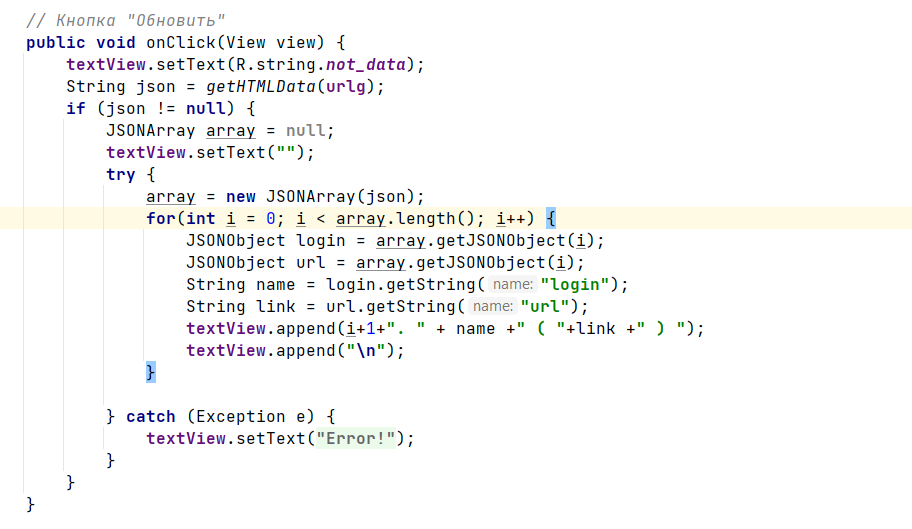 // Кнопка "Обновить"
public void onClick(View view) {
    textView.setText(R.string.not_data);
    String json = getHTMLData(urlg);
    if (json != null) {
        JSONArray array = null;
        textView.setText("");
        try {
            array = new JSONArray(json);
            for(int i = 0; i < array.length(); i++) {
                JSONObject login = array.getJSONObject(i);
                JSONObject url = array.getJSONObject(i);
                String name = login.getString( name: "login");
                String link = url.getString( name: "url");
                textView.append(i+1+". " + name +" ( "+link +" ) ");
                textView.append("\n");
            }
        } catch (Exception e) {
            textView.setText("Error!");
        }
    }
}